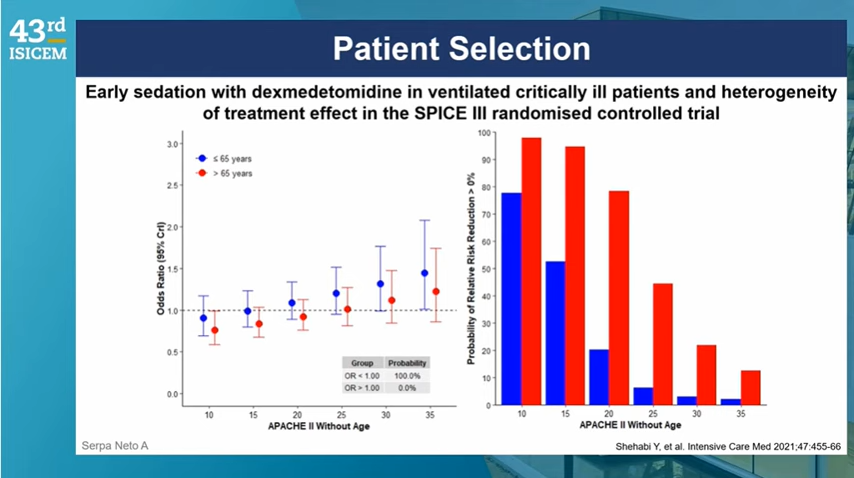 43rd
ISICEM
Patient Selection
Early sedation with dexmedetomidine in ventilated critically ill patients and heterogeneity
of treatment effect in the SPICE III randomised controlled trial
3.0
2.5
2.0
1.5
1.0
0.5
0.0
Odds Ratio (95% CrI)
≤ 65 years
> 65 years
Group Probability
OR < 1.00 100.0%
OR > 1.00 0.0%
10 15 20 25 30 35
APACHE II Without Age
100
90
80
70
60
50
40
30
20
10
0
Probability of Relative Risk Reduction > 0%
10 15 20 25 30 35
APACHE II Without Age
Serpa Neto A
Shehabi Y, et al. Intensive Care Med 2021;47:455-66